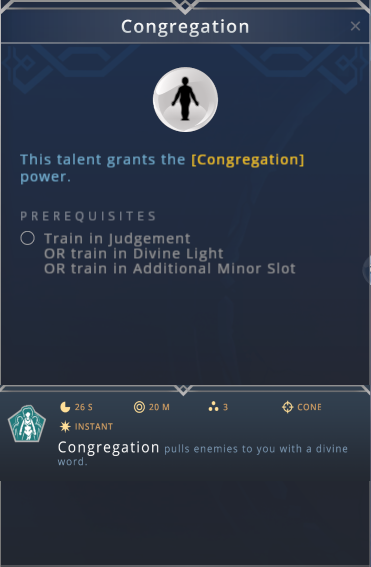 Congregation
This talent grants the [Congregation]
power.
PREREQUISITES
Train in Judgement
OR train in Divine Light
OR train in Additional Minor Slot
26 S 20 M 3 CONE
INSTANT
Congregation pulls enemies to you with a divine
word.